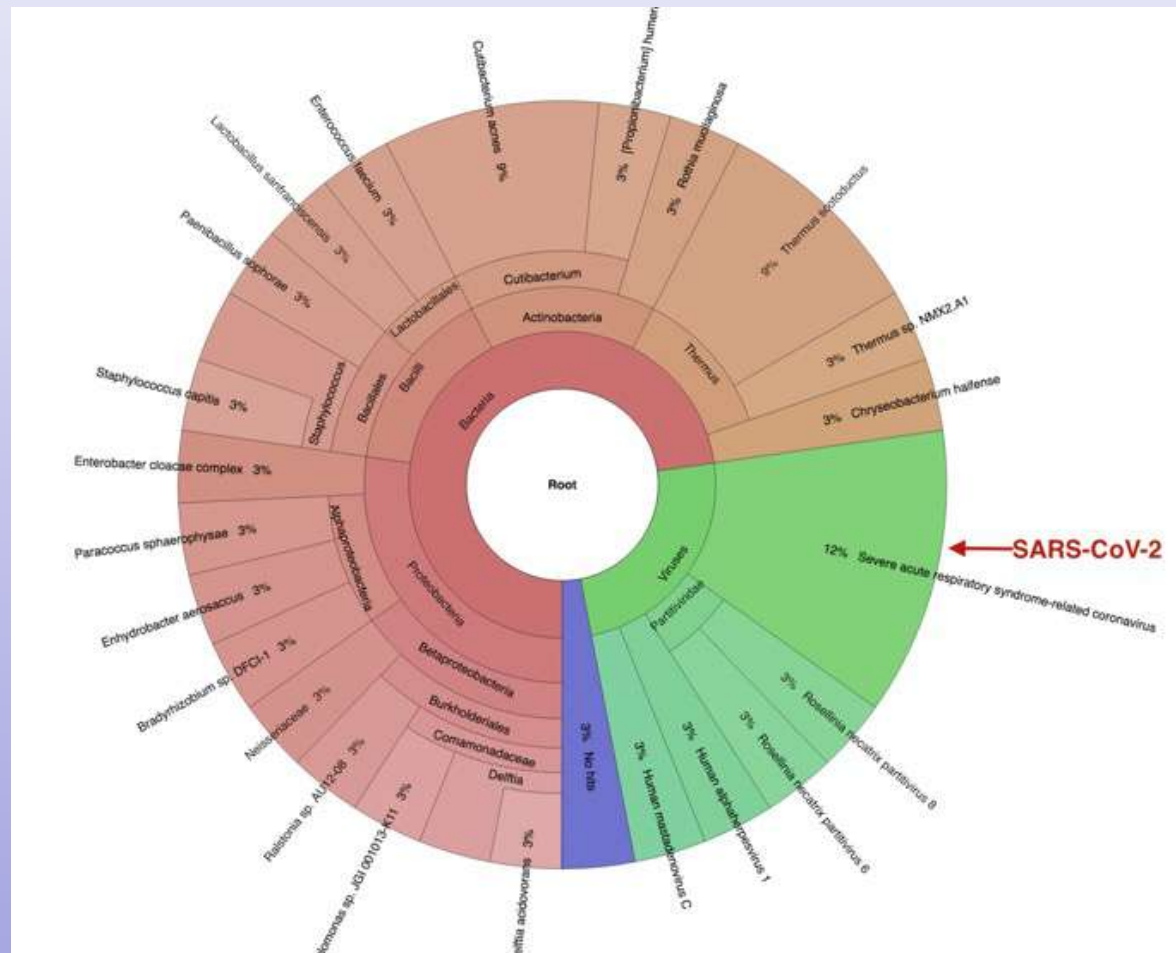 Root
Bacteria
Actinobacteria
Cutibacterium
Cutibacterium acnes 9%
3% [Propionibacterium]
3% Rothia mucilaginosa
Thermus
9% Thermus scotoductus
3% Thermus sp. NMX2.A1
3% Chryseobacterium haifense
Viruses
12% Severe acute respiratory syndrome-related coronavirus
SARS-CoV-2
Partitiviridae
3% Rosellinia necatrix partitivirus 8
3% Rosellinia necatrix partitivirus 6
3% Human alphaherpesvirus 1
3% Human mastadenovirus C
3% No hits
Proteobacteria
Betaproteobacteria
Burkholderiales
Comamonadaceae
Delftia
acidovorans 3%
sp. JGI 001013-K11 3%
Ralstonia sp. AU12-08 3%
Neisseriaceae 3%
Alphaproteobacteria
Bradyrhizobium sp. DFCI-1 3%
Enhydrobacter aerosaccus 3%
Paracoccus sphaerophysae 3%
Enterobacter cloacae complex 3%
Bacilli
Bacillales
Staphylococcus
Staphylococcus capitis 3%
Paenibacillus sophorae 3%
Lactobacillales
Lactobacillus sanfranciscensis 3%
Enterococcus faecium 3%